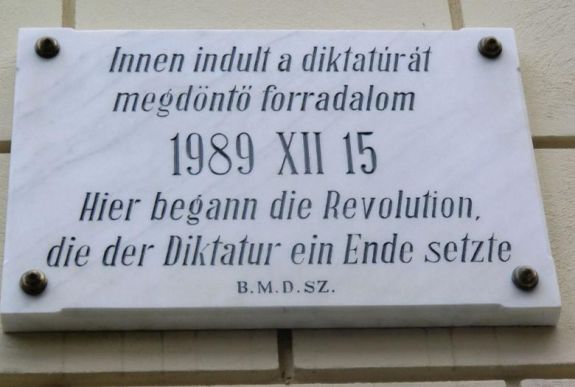 Innen indult a diktatúrát
megdöntő forradalom
1989 XII 15
Hier begann die Revolution,
die der Diktatur ein Ende setzte
B.M.D.SZ.